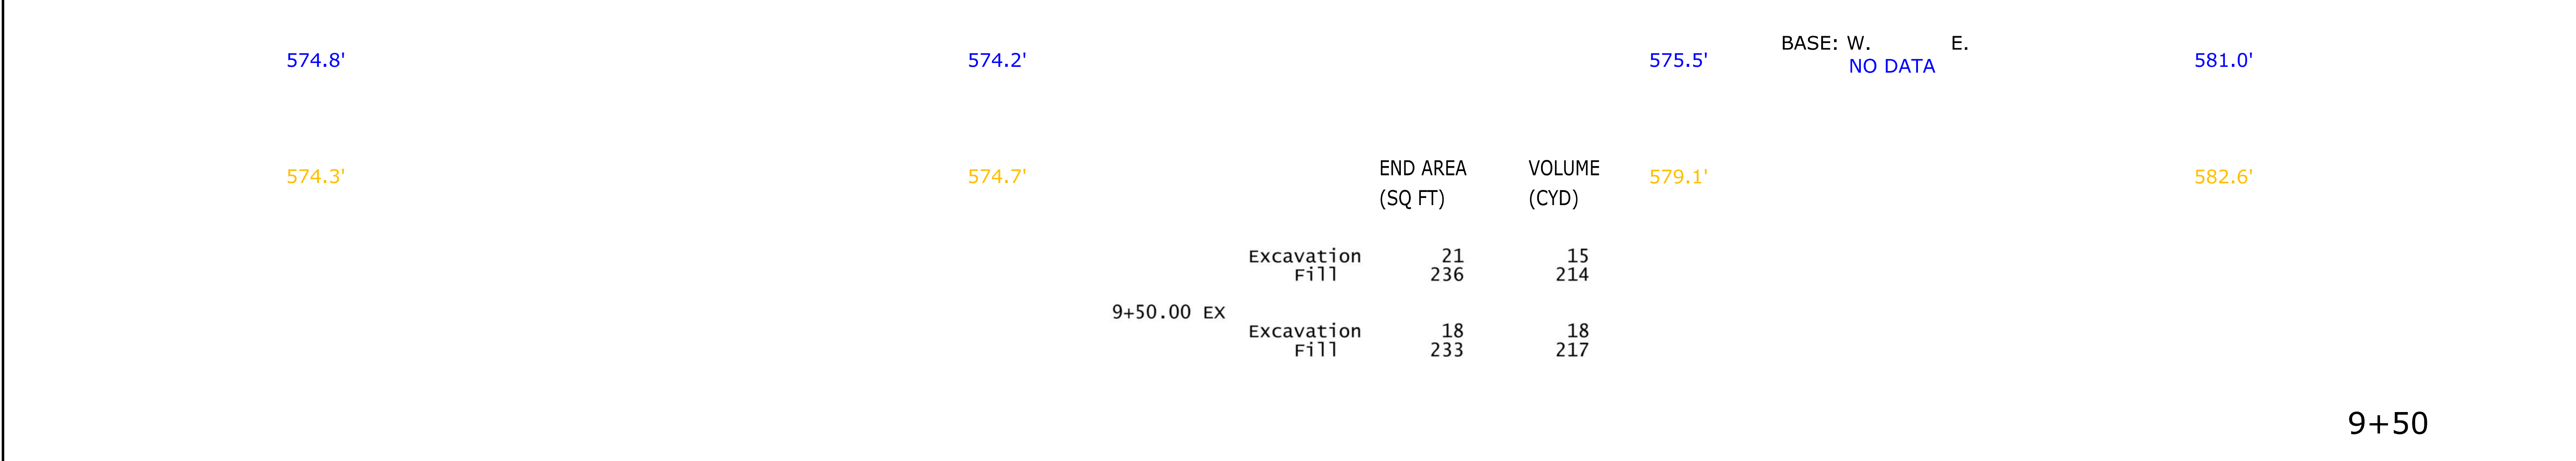 BASE: W. E.
574.8' 574.2' 575.5' NO DATA 581.0'
END AREA VOLUME
574.3' 574.7' 579.1' 582.6'
(SQ FT) (CYD)
Excavation 21 15
Fill 236 214
9+50.00 EX
Excavation 18 18
Fill 233 217
9+50